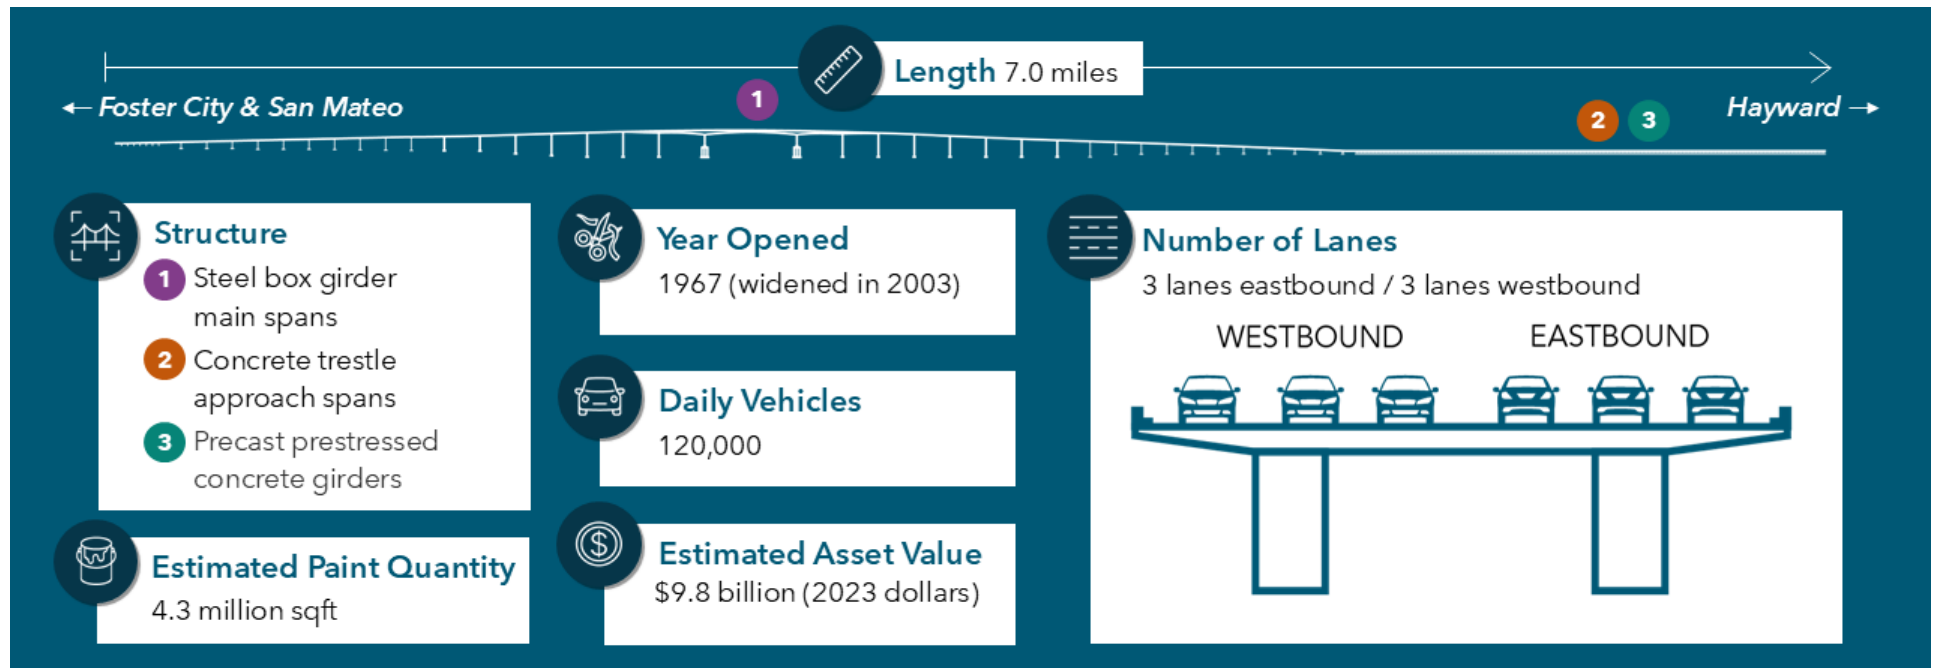 Length 7.0 miles
← Foster City & San Mateo
1
2
3
Hayward →
Structure
1 Steel box girder
main spans
2 Concrete trestle
approach spans
3 Precast prestressed
concrete girders
Estimated Paint Quantity
4.3 million sqft
Year Opened
1967 (widened in 2003)
Daily Vehicles
120,000
$
Estimated Asset Value
$9.8 billion (2023 dollars)
Number of Lanes
3 lanes eastbound / 3 lanes westbound
WESTBOUND EASTBOUND